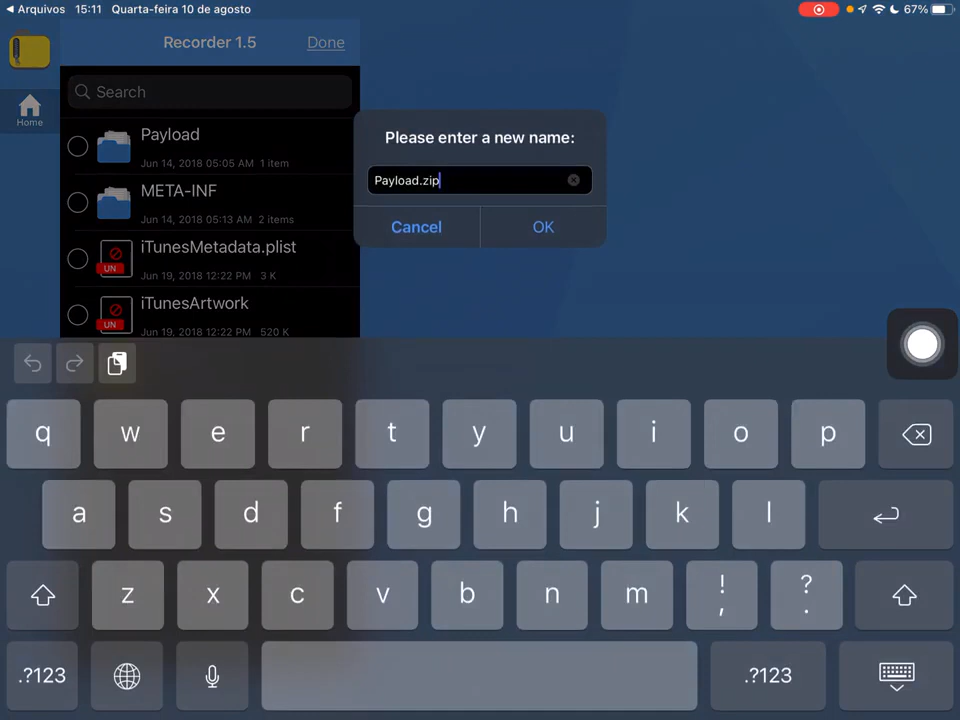 Arquivos 15:11 Quarta-feira 10 de agosto 67%
Recorder 1.5 Done
Home
Search
Payload
Jun 14, 2018 05:05 AM 1 item
META-INF
Jun 14, 2018 05:13 AM 2 items
iTunesMetadata.plist
UN
Jun 19, 2018 12:22 PM 3 K
iTunesArtwork
UN
Jun 19, 2018 12:22 PM 520 K
Please enter a new name:
Payload.zip
Cancel OK
q w e r t y u i o p
a s d f g h j k l
z x c v b n m ! , ? .
.?123 .?123